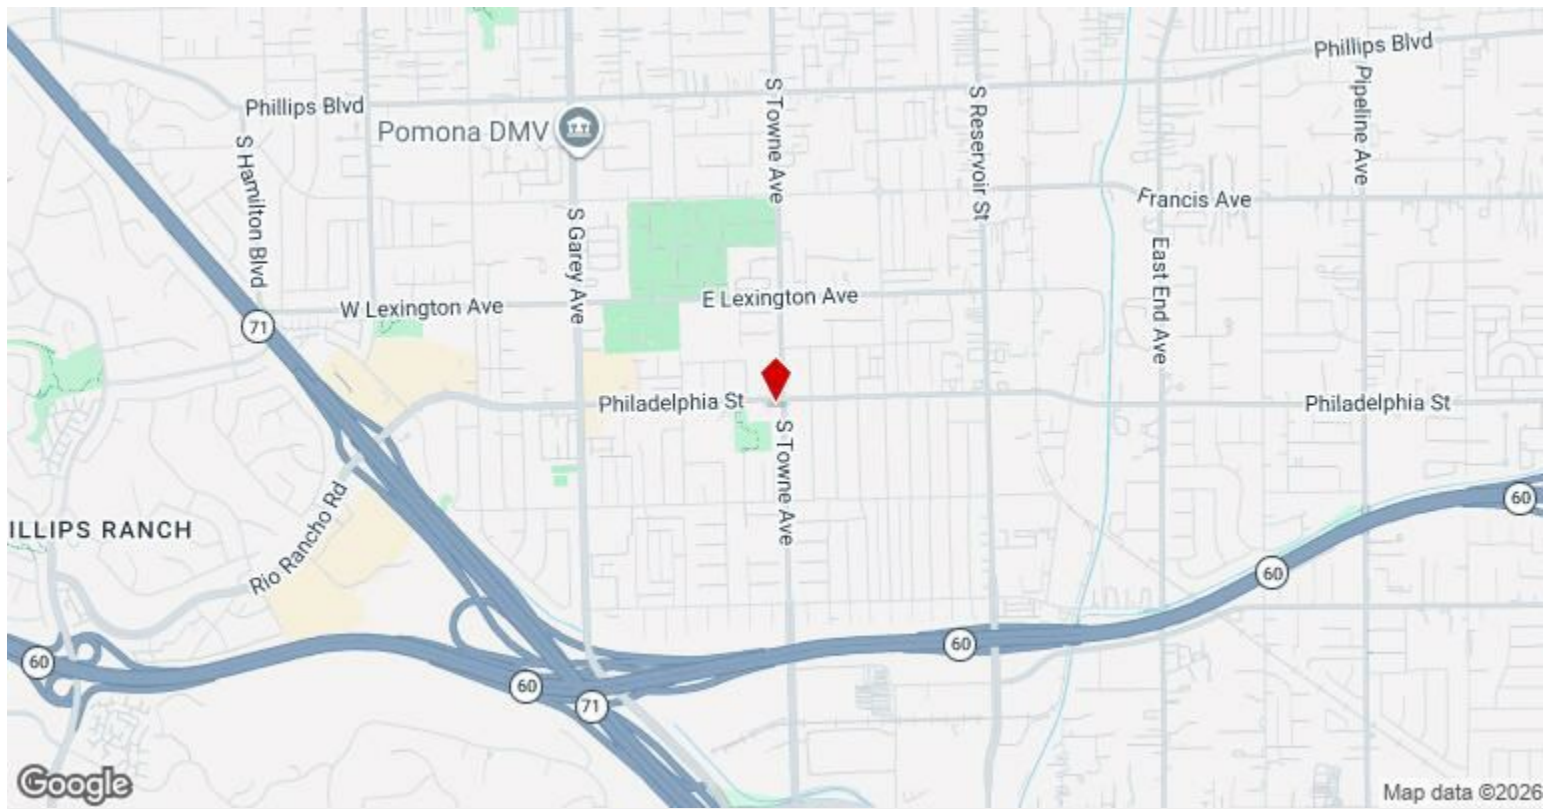 Phillips Blvd
Phillips Blvd
Pomona DMV
S Towne Ave
S Reservoir St
Pipeline Ave
S Hamilton Blvd
Francis Ave
S Garey Ave
East End Ave
W Lexington Ave
E Lexington Ave
71
Philadelphia St
Philadelphia St
S Towne Ave
60
ILLIPS RANCH
Rio Rancho Rd
60
60
60
60
71
Google
Map data ©2026